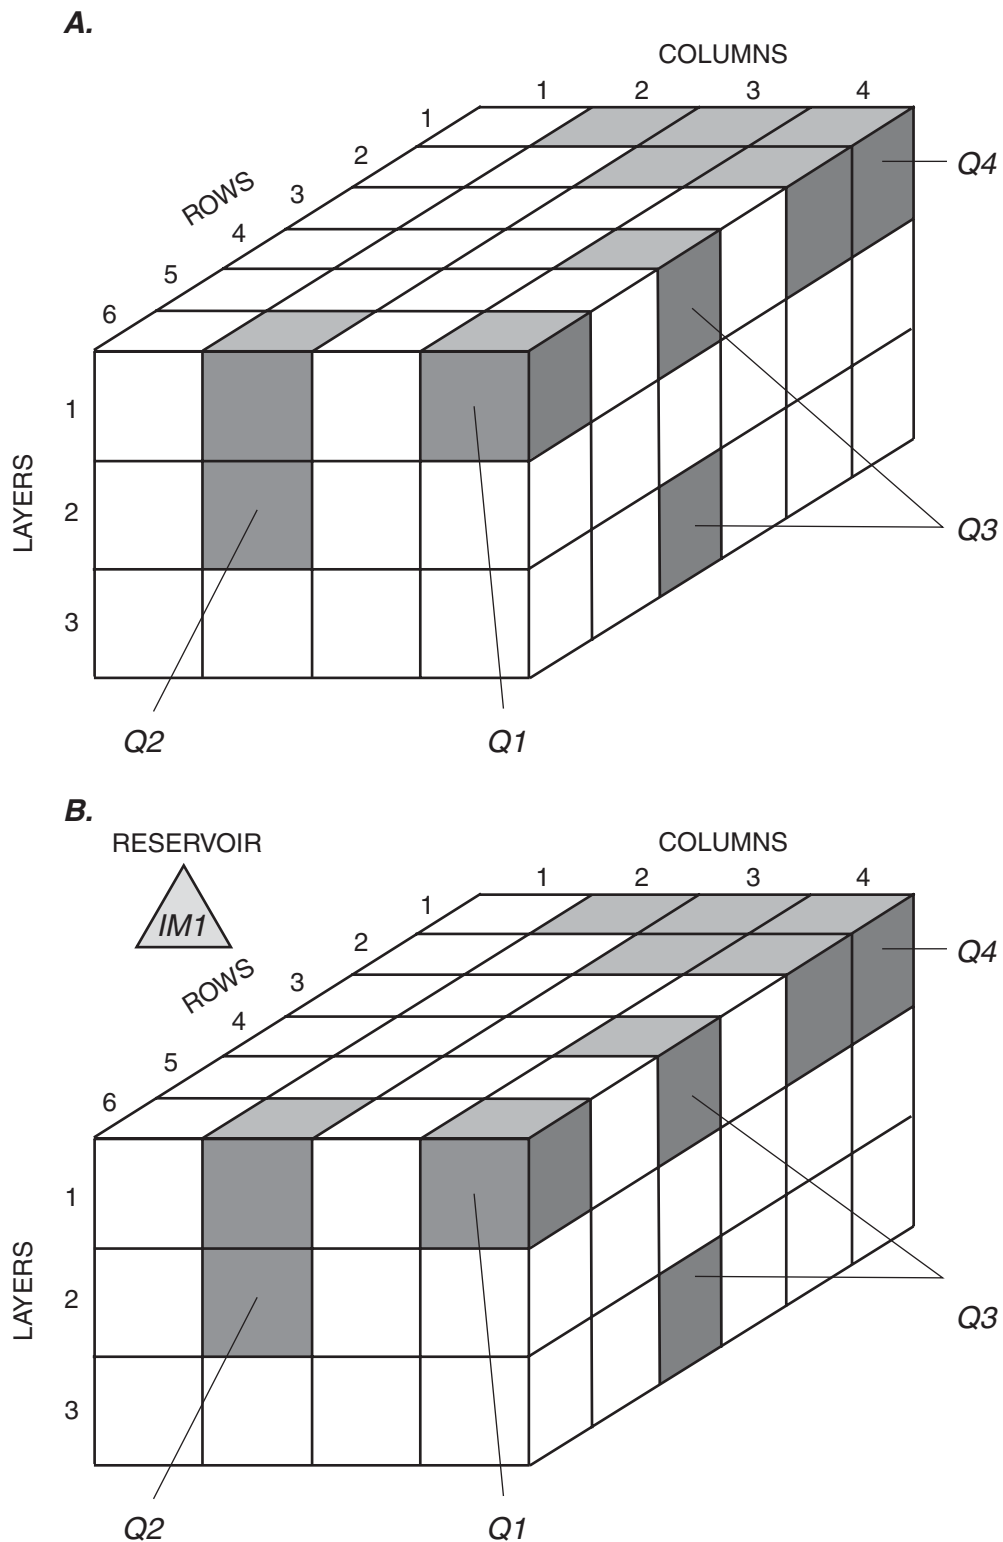 A.
COLUMNS
1 2 3 4
1
2
3
4
5
6
ROWS
Q4
1
2
3
LAYERS
Q3
Q2 Q1
B.
RESERVOIR
IM1
COLUMNS
1 2 3 4
1
2
3
4
5
6
ROWS
Q4
1
2
3
LAYERS
Q3
Q2 Q1